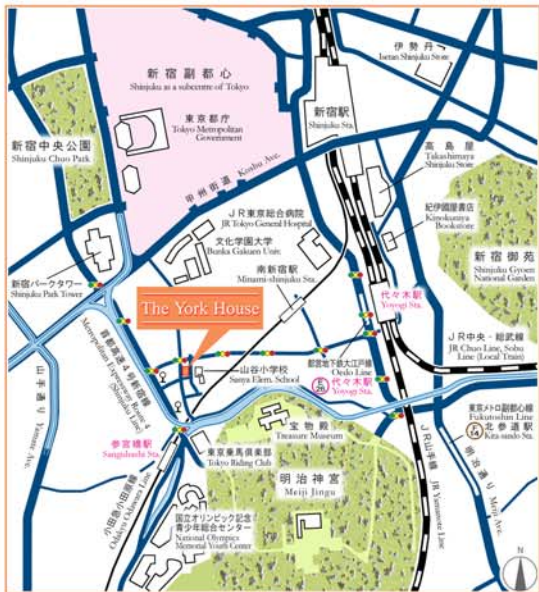 伊勢丹
Isetan Shinjuku Store
新宿副都心
Shinjuku as a subcentre of Tokyo
新宿駅
Shinjuku Sta.
東京都庁
Tokyo Metropolitan
Government
新宿中央公園
Shinjuku Chuo Park
高島屋
Takashimaya
Shinjuku Store
甲州街道 Koshu Ave.
JR東京総合病院
JR Tokyo General Hospital
紀伊國屋書店
Kinokuniya
Bookstore
文化学園大学
Bunka Gakuen Univ.
新宿御苑
Shinjuku Gyoen
National Garden
南新宿駅
Minami-shinjuku Sta.
新宿パークタワー
Shinjuku Park Tower
代々木駅
Yoyogi Sta.
The York House
首都高速4号新宿線
Metropolitan Expressway Route 4
(Shinjuku Line)
JR中央・総武線
JR Chuo Line, Sobu
Line (Local Train)
都営地下鉄大江戸線
Oedo Line
山谷小学校
Sanya Elem. School
代々木駅
Yoyogi Sta.
E
26
山手通り Yamate Ave.
宝物殿
Treasure Museum
東京メトロ副都心線
Fukutoshin Line
北参道駅
Kita-sando Sta.
F
14
参宮橋駅
Sangubashi Sta.
東京乗馬倶楽部
Tokyo Riding Club
JR山手線 JR Yamanote Line
明治通り Meiji Ave.
明治神宮
Meiji Jingu
小田急小田原線
Odakyu Odawara Line
国立オリンピック記念
青少年総合センター
National Olympics
Memorial Youth Center
N